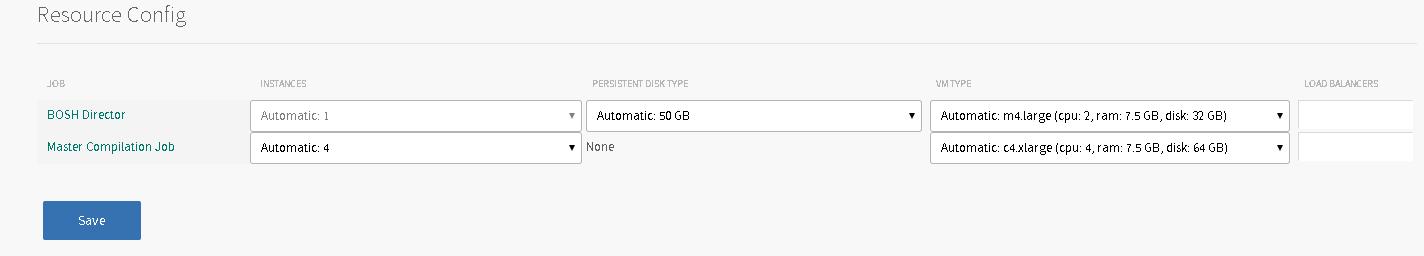 Resource Config
JOB INSTANCES PERSISTENT DISK TYPE VM TYPE LOAD BALANCERS
BOSH Director Automatic: 1 Automatic: 50 GB Automatic: m4.large (cpu: 2, ram: 7.5 GB, disk: 32 GB)
Master Compilation Job Automatic: 4 None Automatic: c4.xlarge (cpu: 4, ram: 7.5 GB, disk: 64 GB)
Save